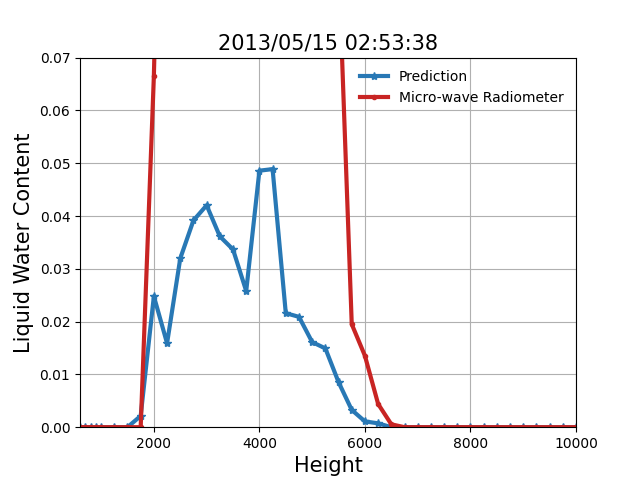 2013/05/15 02:53:38
0.07
0.06
0.05
0.04
0.03
0.02
0.01
0.00
Liquid Water Content
Prediction
Micro-wave Radiometer
2000 4000 6000 8000 10000
Height